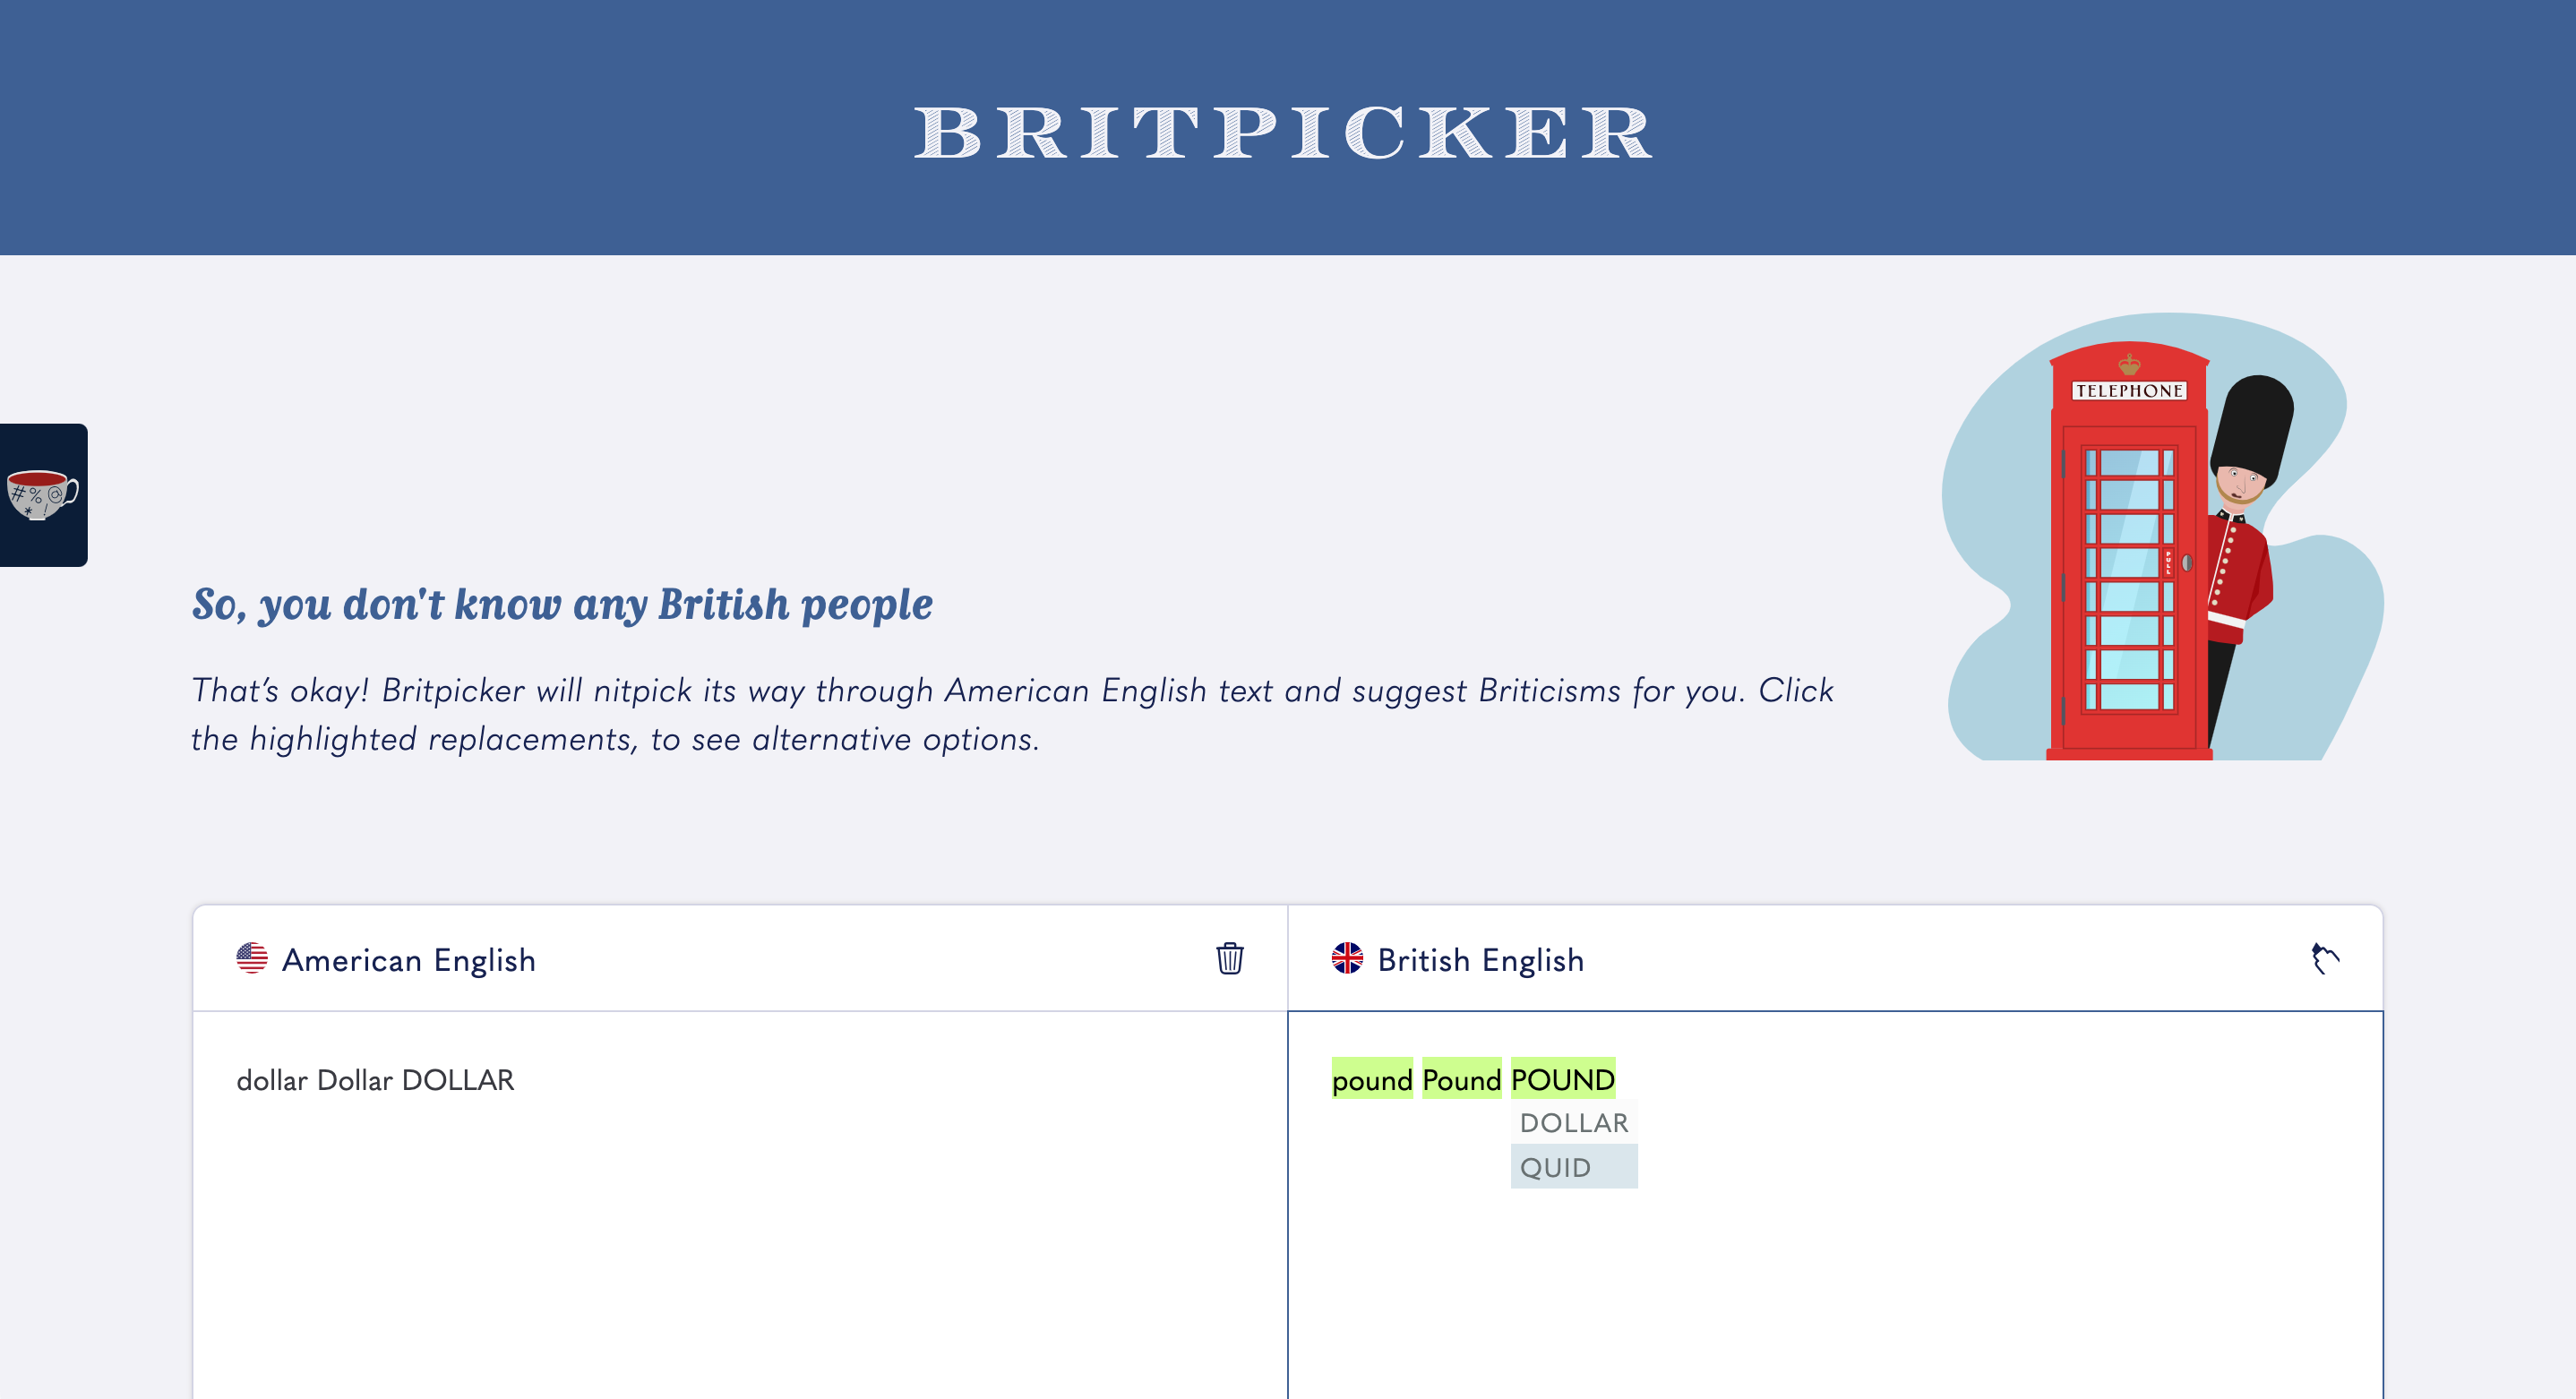 BRITPICKER
TELEPHONE
PULL
#%@
*!
So, you don't know any British people
That's okay! Britpicker will nitpick its way through American English text and suggest Briticisms for you. Click
the highlighted replacements, to see alternative options.
American English
British English
dollar Dollar DOLLAR
pound Pound POUND
DOLLAR
QUID